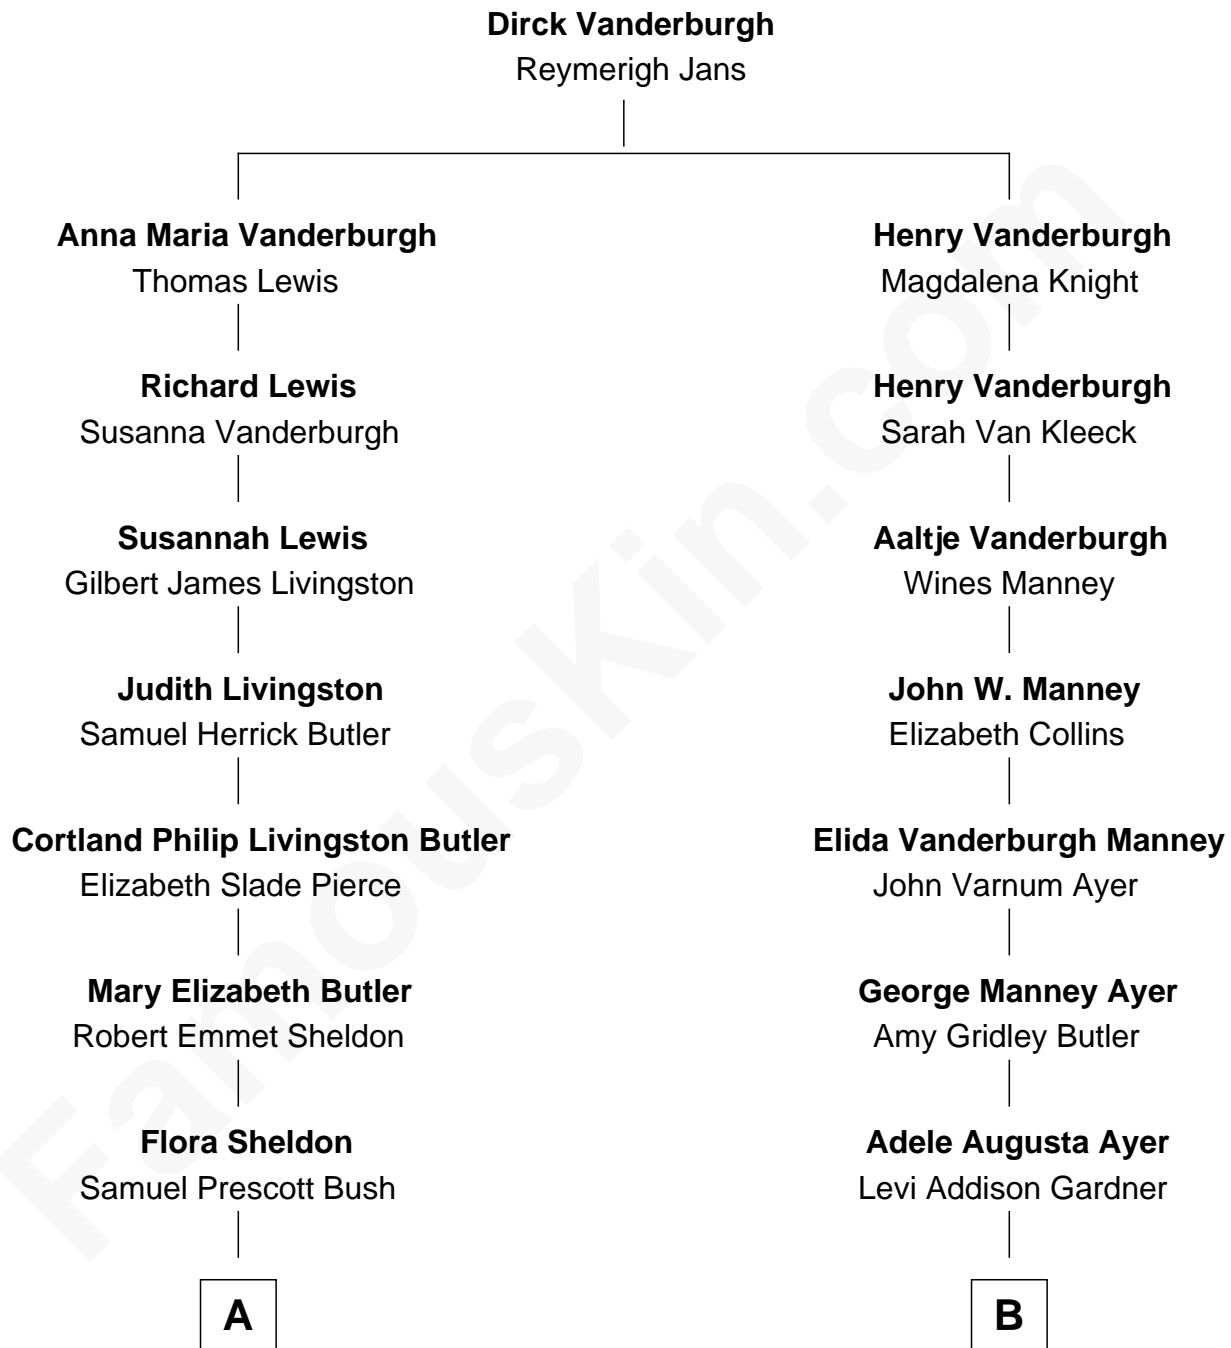 Dirck Vanderburgh
Reymerigh Jans
Anna Maria Vanderburgh
Thomas Lewis
Henry Vanderburgh
Magdalena Knight
Richard Lewis
Susanna Vanderburgh
Henry Vanderburgh
Sarah Van Kleeck
Susannah Lewis
Gilbert James Livingston
Aaltje Vanderburgh
Wines Manney
Judith Livingston
Samuel Herrick Butler
John W. Manney
Elizabeth Collins
Cortland Philip Livingston Butler
Elizabeth Slade Pierce
Elida Vanderburgh Manney
John Varnum Ayer
Mary Elizabeth Butler
Robert Emmet Sheldon
George Manney Ayer
Amy Gridley Butler
Flora Sheldon
Samuel Prescott Bush
Adele Augusta Ayer
Levi Addison Gardner
A
B
FamousKin.com